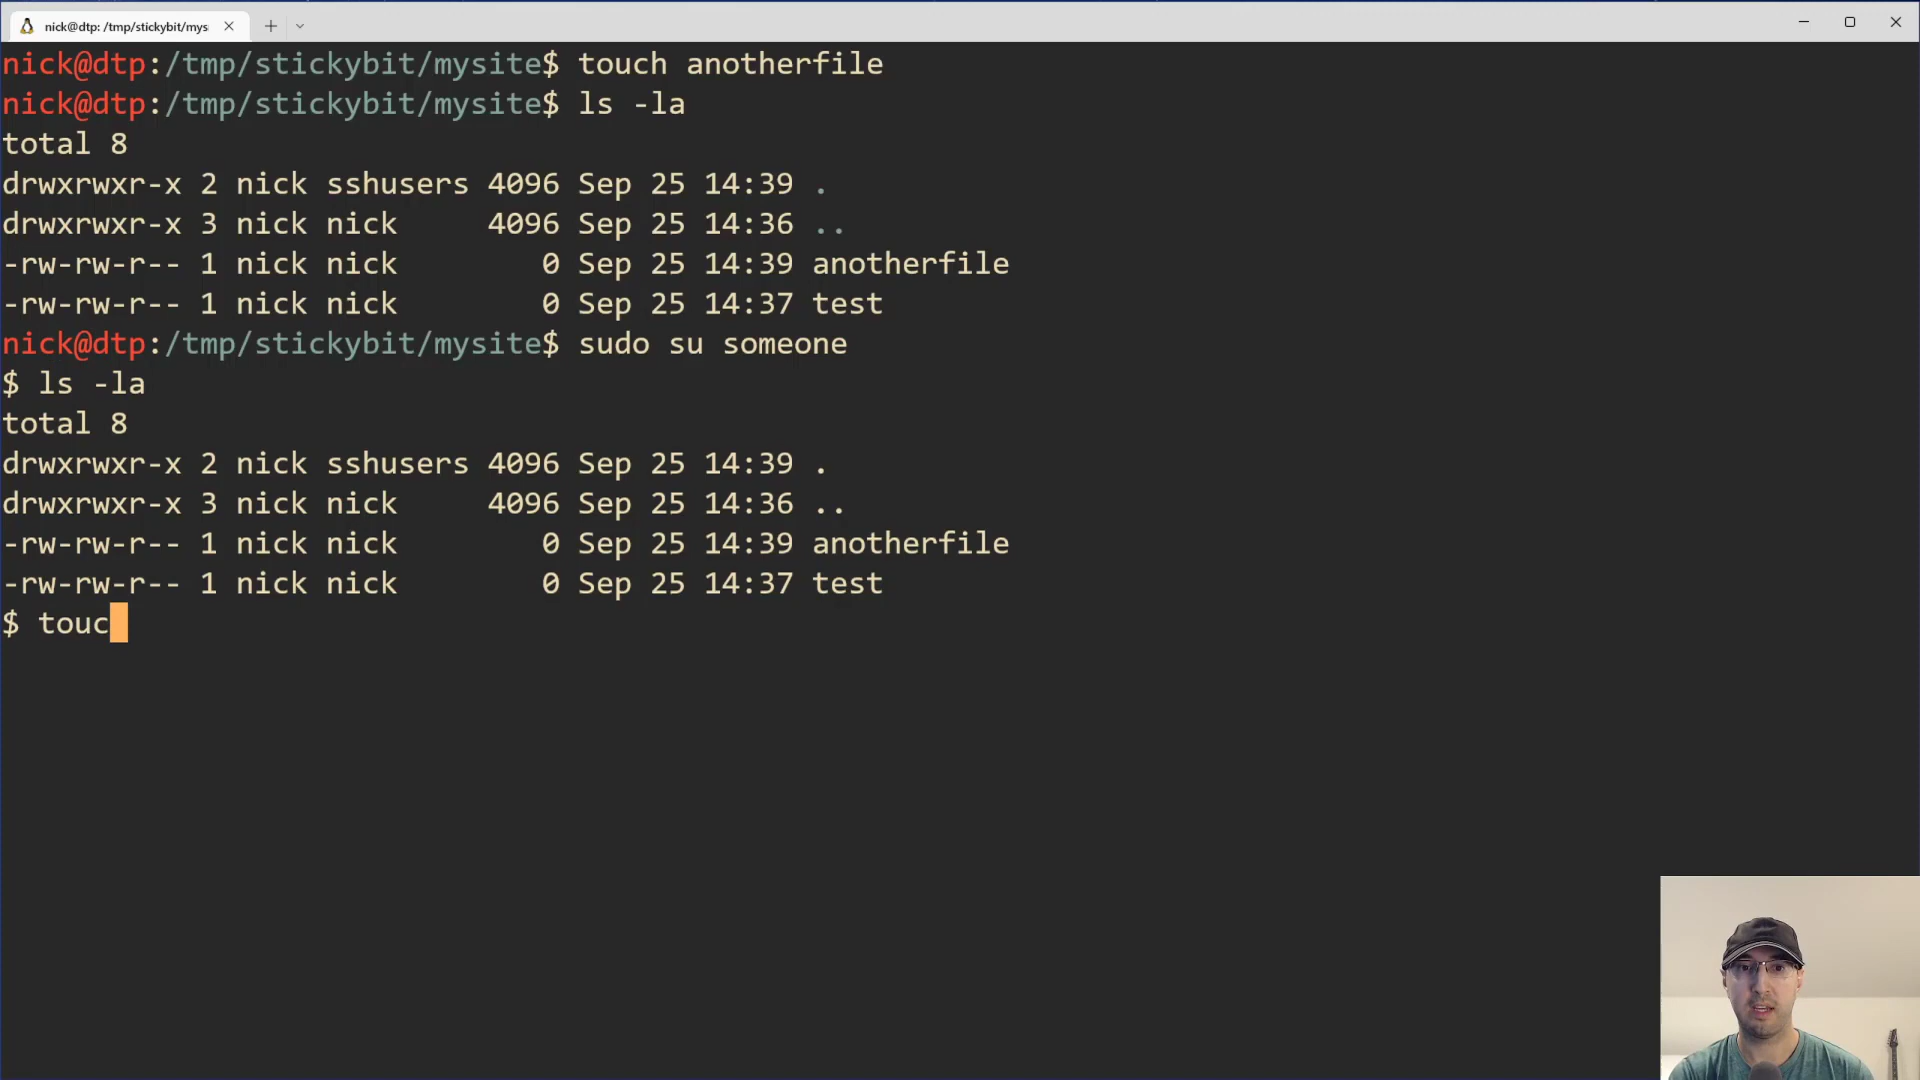 nick@dtp: /tmp/stickybit/mys
nick@dtp:/tmp/stickybit/mysite$ touch anotherfile
nick@dtp:/tmp/stickybit/mysite$ ls -la
total 8
drwxrwxr-x 2 nick sshusers 4096 Sep 25 14:39 .
drwxrwxr-x 3 nick nick     4096 Sep 25 14:36 ..
-rw-rw-r-- 1 nick nick        0 Sep 25 14:39 anotherfile
-rw-rw-r-- 1 nick nick        0 Sep 25 14:37 test
nick@dtp:/tmp/stickybit/mysite$ sudo su someone
$ ls -la
total 8
drwxrwxr-x 2 nick sshusers 4096 Sep 25 14:39 .
drwxrwxr-x 3 nick nick     4096 Sep 25 14:36 ..
-rw-rw-r-- 1 nick nick        0 Sep 25 14:39 anotherfile
-rw-rw-r-- 1 nick nick        0 Sep 25 14:37 test
$ touc